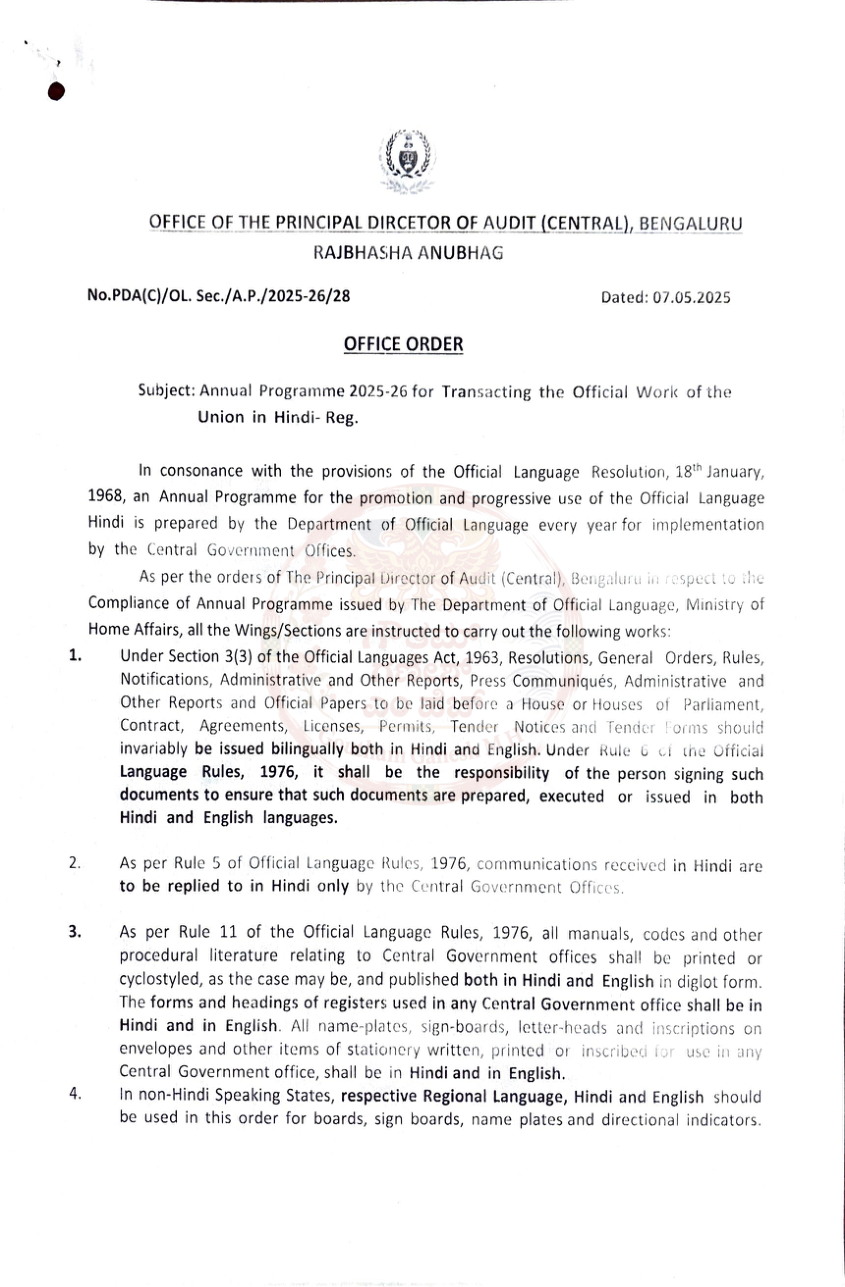 OFFICE OF THE PRINCIPAL DIRCETOR OF AUDIT (CENTRAL), BENGALURU
RAJBHASHA ANUBHAG
No.PDA(C)/OL. Sec./A.P./2025-26/28 Dated: 07.05.2025
OFFICE ORDER
Subject: Annual Programme 2025-26 for Transacting the Official Work of the
Union in Hindi- Reg.
In consonance with the provisions of the Official Language Resolution, 18th January,
1968, an Annual Programme for the promotion and progressive use of the Official Language
Hindi is prepared by the Department of Official Language every year for implementation
by the Central Government Offices.
As per the orders of The Principal Director of Audit (Central), Bengaluru in respect to the
Compliance of Annual Programme issued by The Department of Official Language, Ministry of
Home Affairs, all the Wings/Sections are instructed to carry out the following works:
1. Under Section 3(3) of the Official Languages Act, 1963, Resolutions, General Orders, Rules,
Notifications, Administrative and Other Reports, Press Communiqués, Administrative and
Other Reports and Official Papers to be laid before a House or Houses of Parliament,
Contract, Agreements, Licenses, Permits, Tender Notices and Tender Forms should
invariably be issued bilingually both in Hindi and English. Under Rule 6 of the Official
Language Rules, 1976, it shall be the responsibility of the person signing such
documents to ensure that such documents are prepared, executed or issued in both
Hindi and English languages.
2. As per Rule 5 of Official Language Rules, 1976, communications received in Hindi are
to be replied to in Hindi only by the Central Government Offices.
3. As per Rule 11 of the Official Language Rules, 1976, all manuals, codes and other
procedural literature relating to Central Government offices shall be printed or
cyclostyled, as the case may be, and published both in Hindi and English in diglot form.
The forms and headings of registers used in any Central Government office shall be in
Hindi and in English. All name-plates, sign-boards, letter-heads and inscriptions on
envelopes and other items of stationery written, printed or inscribed for use in any
Central Government office, shall be in Hindi and in English.
4. In non-Hindi Speaking States, respective Regional Language, Hindi and English should
be used in this order for boards, sign boards, name plates and directional indicators.